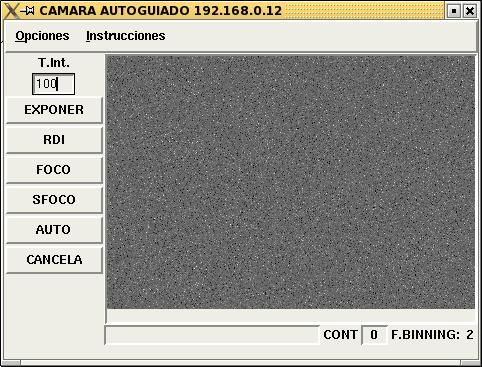 CAMARA AUTOGUIADO 192.168.0.12
Opciones Instrucciones
T.Int.
100
EXPONER
RDI
FOCO
SFOCO
AUTO
CANCELA
CONT 0 F.BINNING: 2